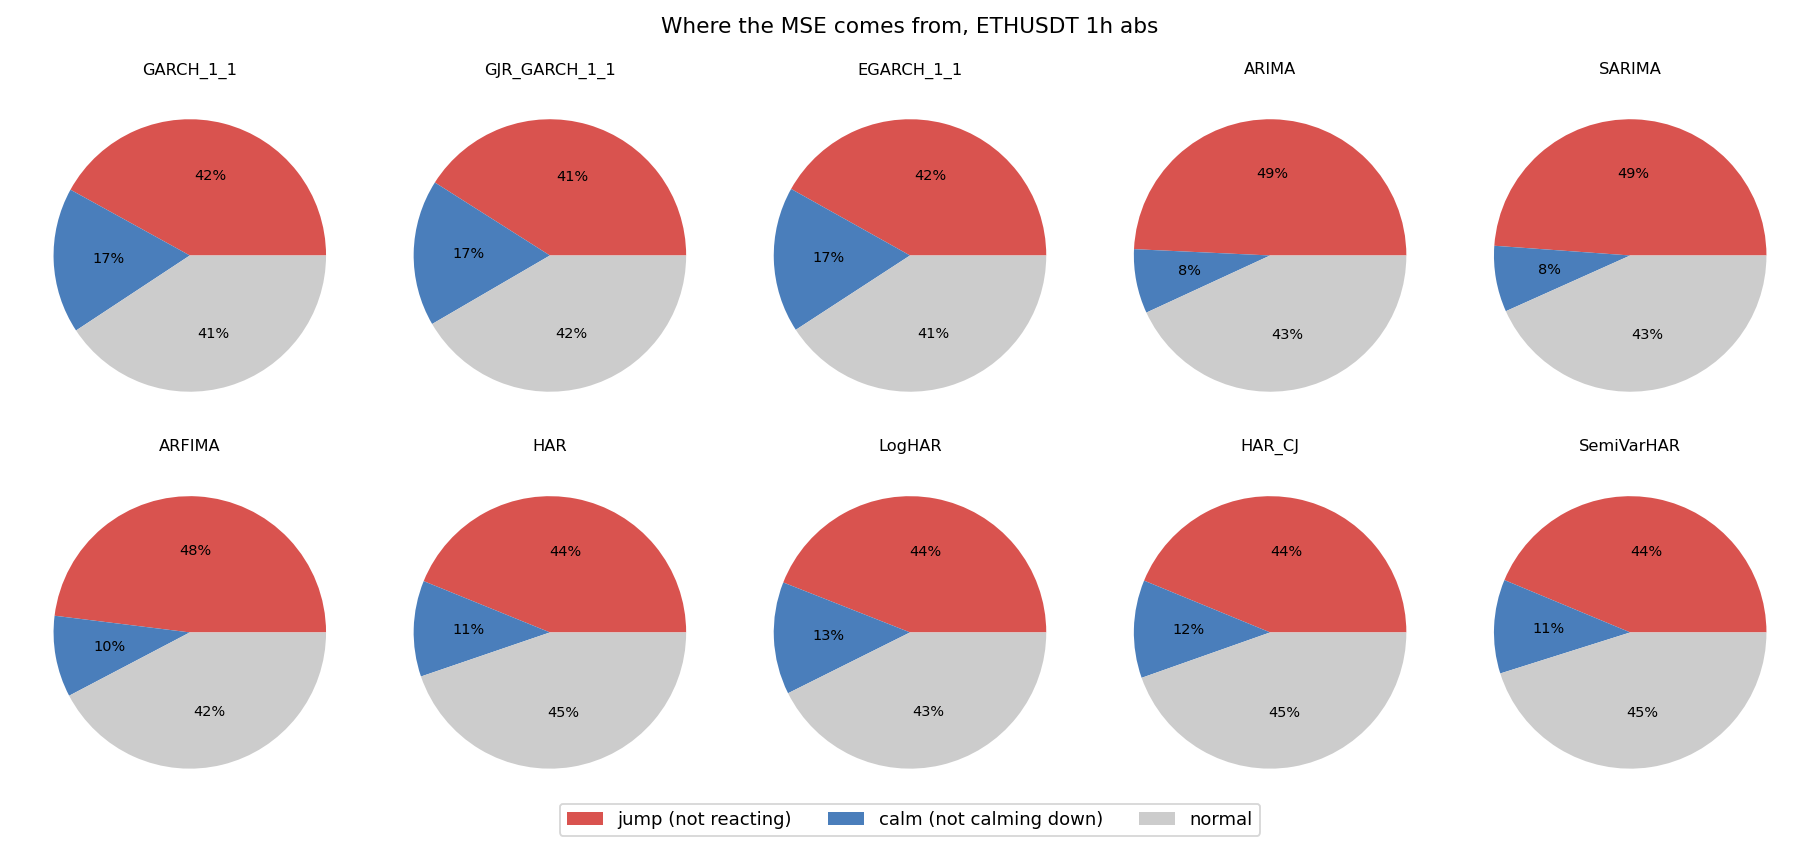 Where the MSE comes from, ETHUSDT 1h abs
GARCH_1_1
GJR_GARCH_1_1
EGARCH_1_1
ARIMA
SARIMA
42%
17%
41%
41%
17%
42%
42%
17%
41%
49%
8%
43%
49%
8%
43%
ARFIMA
HAR
LogHAR
HAR_CJ
SemiVarHAR
48%
10%
42%
44%
11%
45%
44%
13%
43%
44%
12%
45%
44%
11%
45%
jump (not reacting)
calm (not calming down)
normal